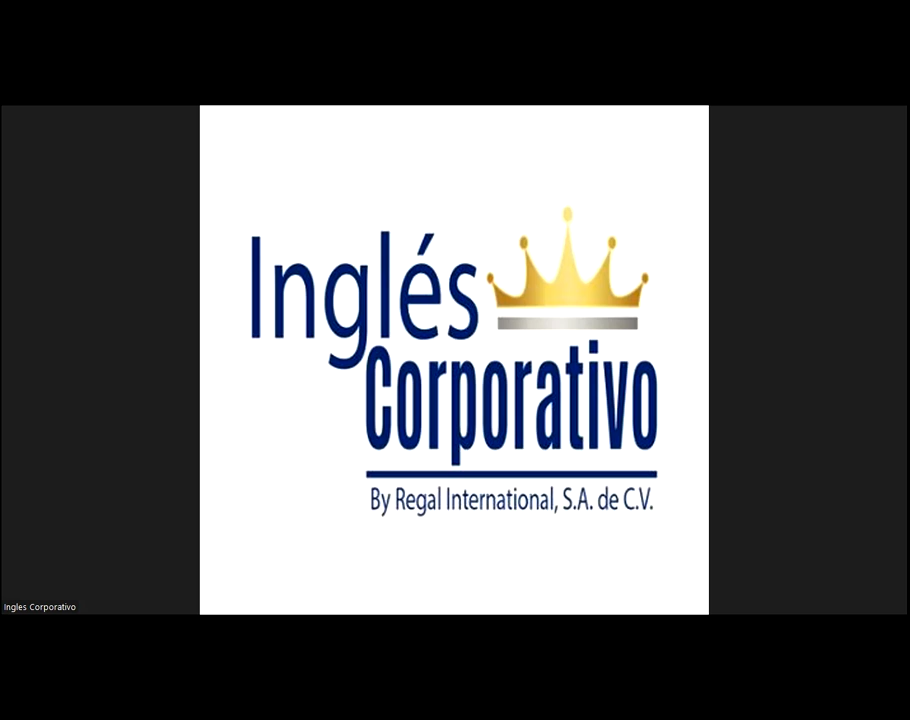 Inglés
Corporativo
By Regal International, S.A. de C.V.
Ingles Corporativo